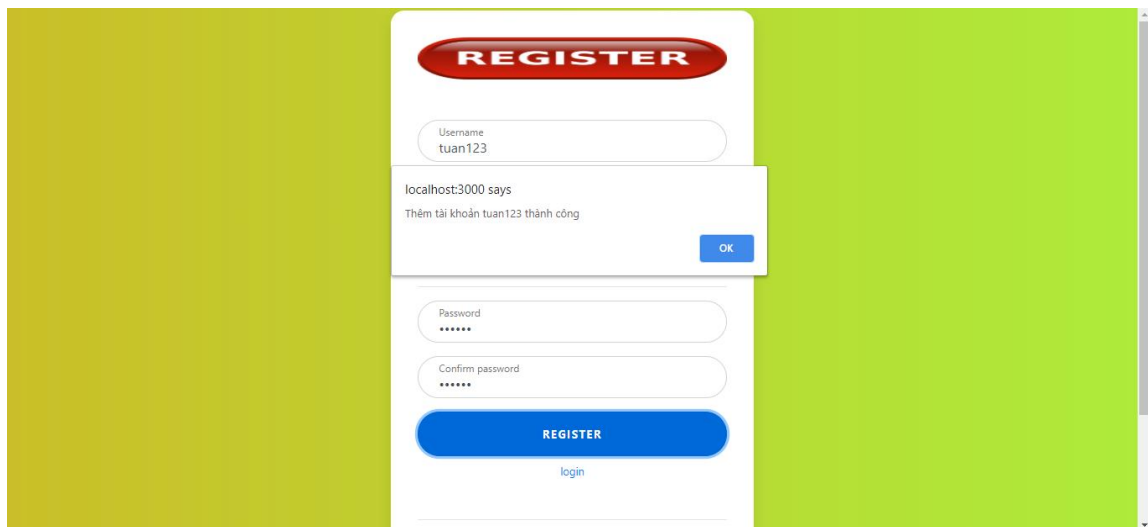 REGISTER
Username
tuan123
localhost:3000 says
Thêm tài khoản tuan123 thành công
OK
Password
••••••
Confirm password
••••••
REGISTER
login